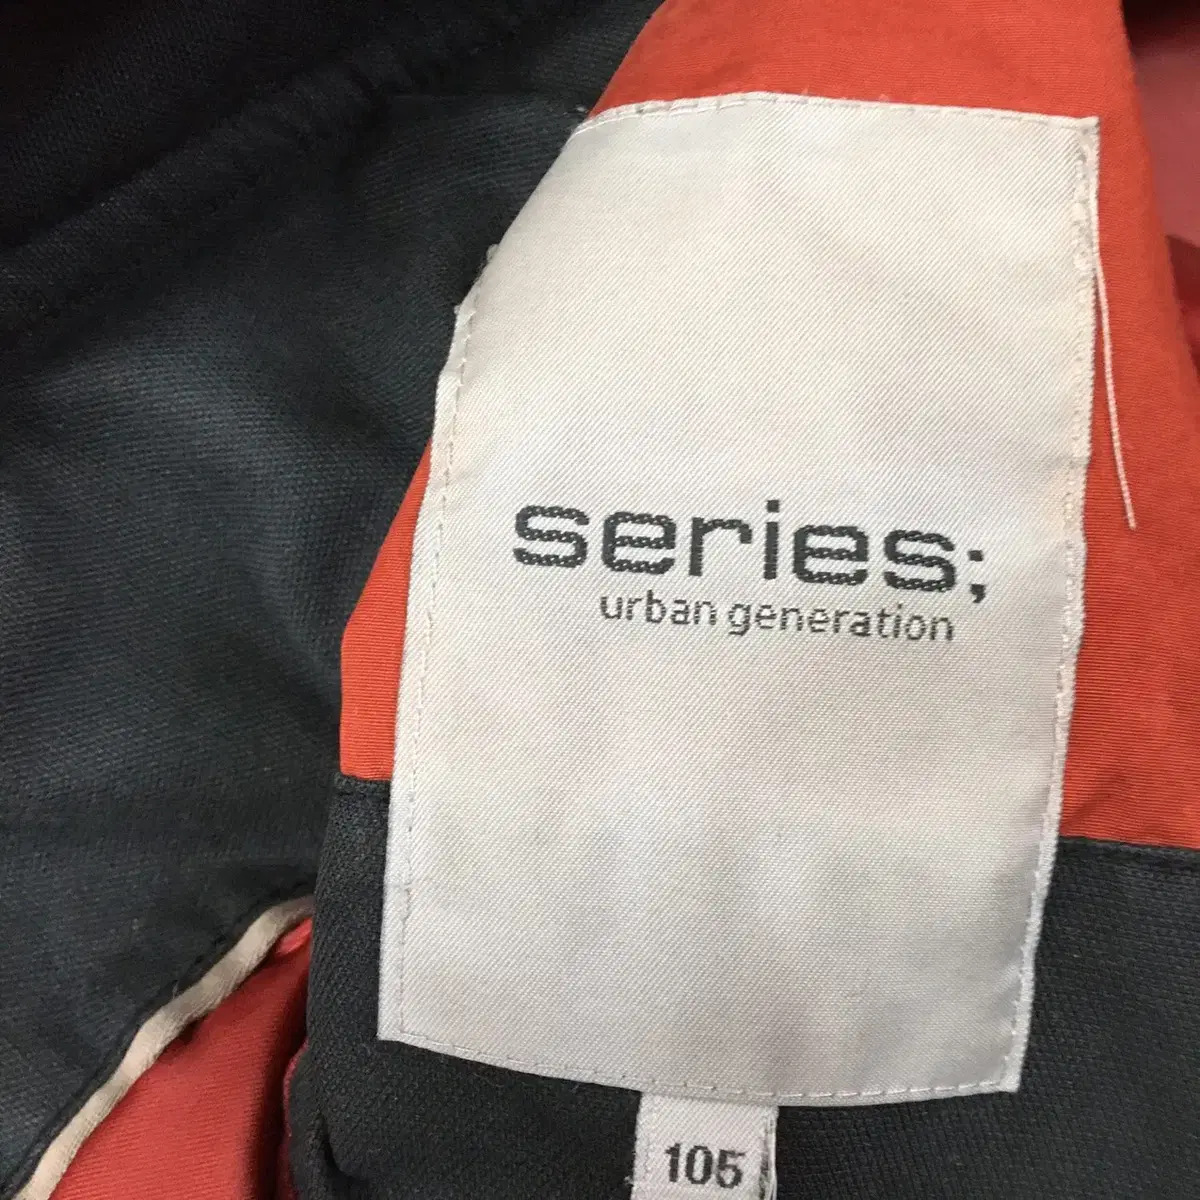 series;
urban generation
105